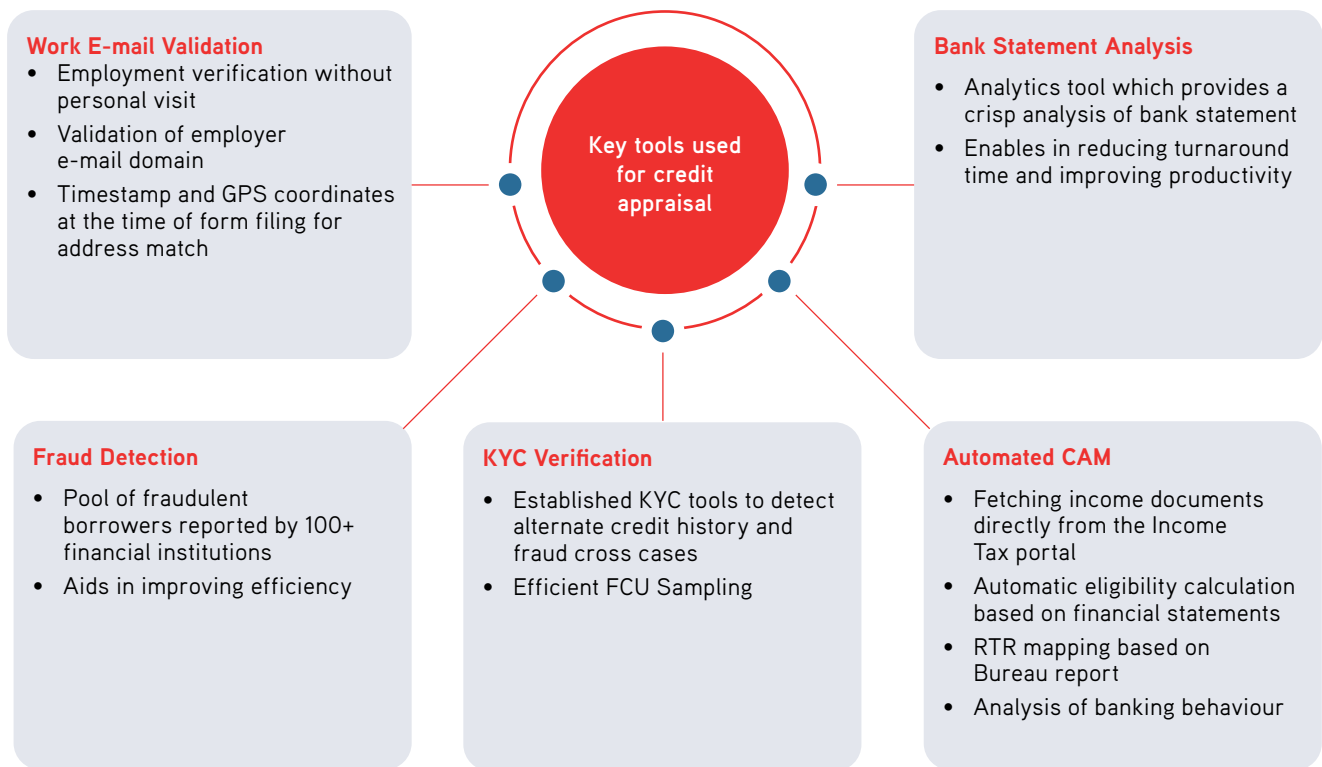 Work E-mail Validation
• Employment verification without
personal visit
• Validation of employer
e-mail domain
• Timestamp and GPS coordinates
at the time of form filing for
address match
Key tools used
for credit
appraisal
Bank Statement Analysis
• Analytics tool which provides a
crisp analysis of bank statement
• Enables in reducing turnaround
time and improving productivity
Fraud Detection
• Pool of fraudulent
borrowers reported by 100+
financial institutions
• Aids in improving efficiency
KYC Verification
• Established KYC tools to detect
alternate credit history and
fraud cross cases
• Efficient FCU Sampling
Automated CAM
• Fetching income documents
directly from the Income
Tax portal
• Automatic eligibility calculation
based on financial statements
• RTR mapping based on
Bureau report
• Analysis of banking behaviour